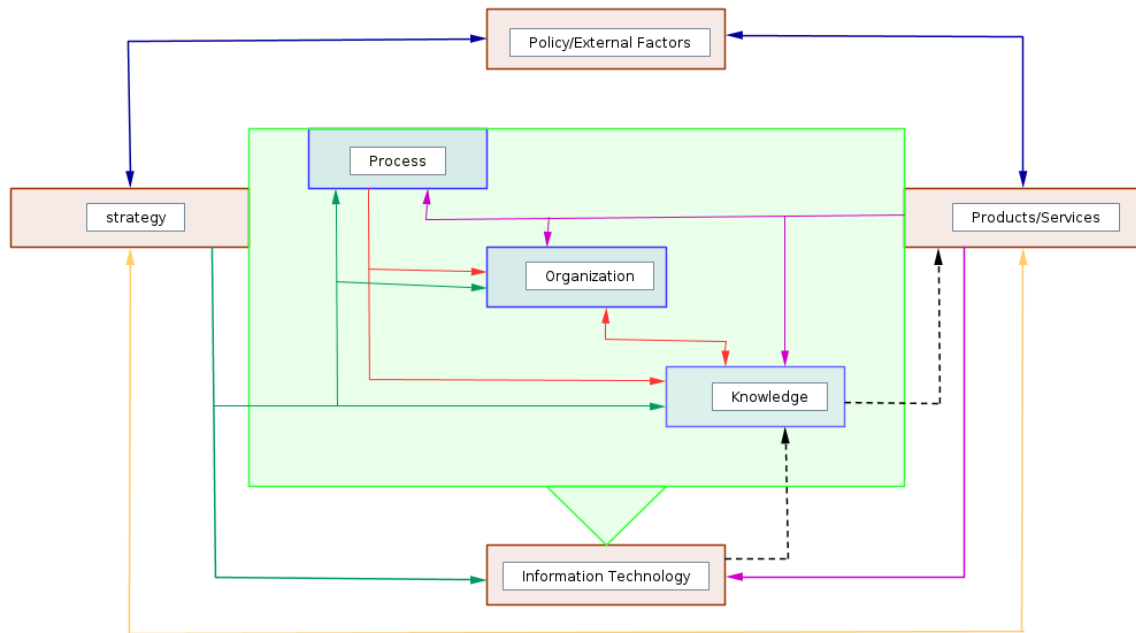 Policy/External Factors
Process
strategy
Products/Services
Organization
Knowledge
Information Technology